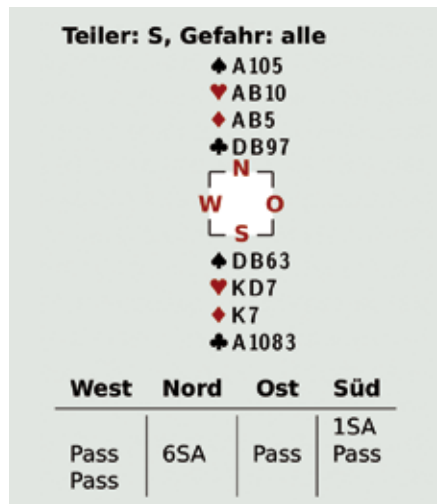 Teiler: S, Gefahr: alle
♠ A105
♥ AB10
♦ AB5
♣ DB97
N
W O
S
♠ DB63
♥ KD7
♦ K7
♣ A1083
West Nord Ost Süd
1SA
Pass 6SA Pass Pass
Pass